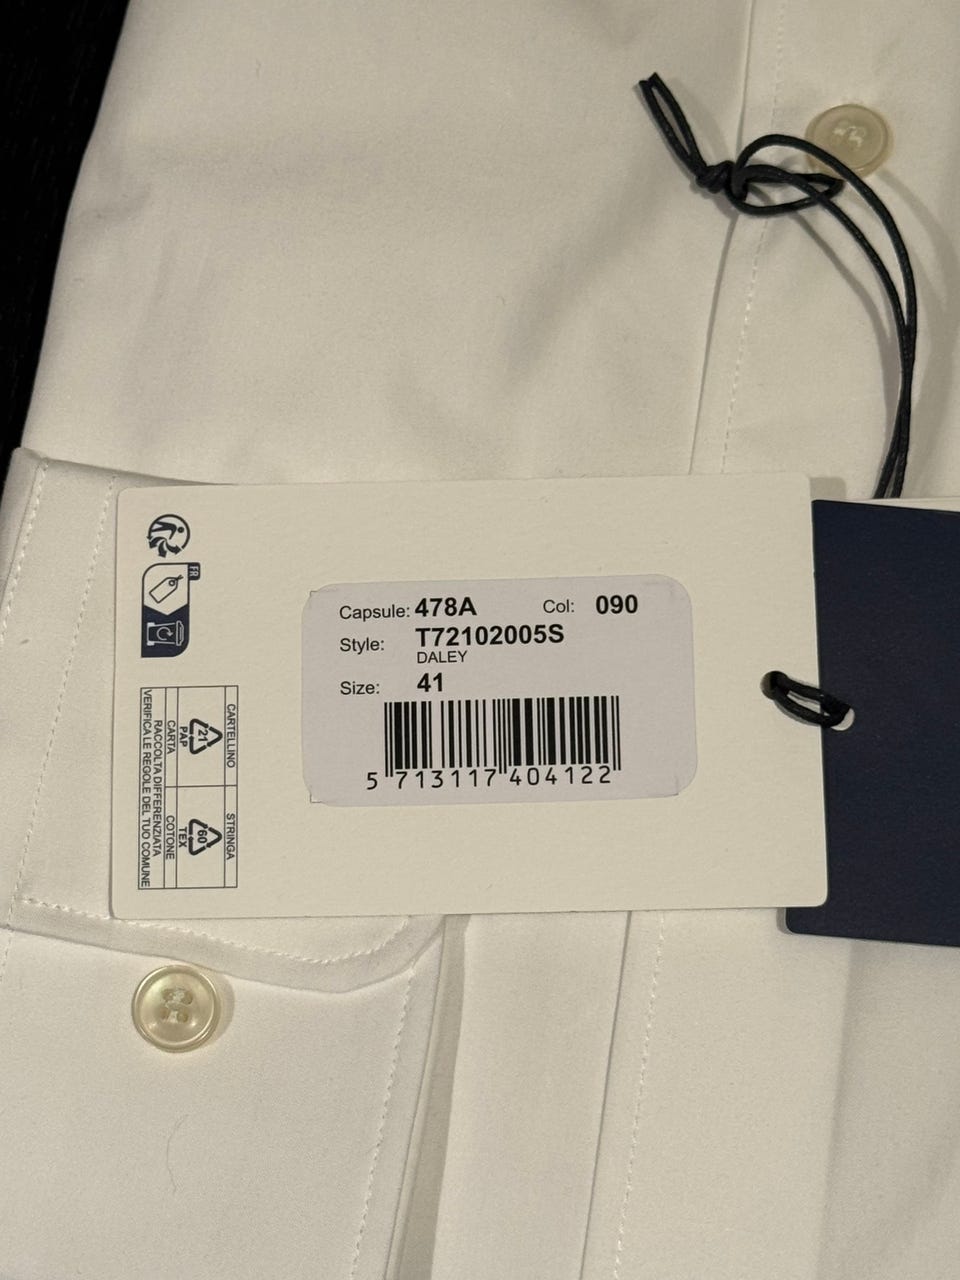 Capsule: 478A Col: 090
Style: T72102005S
DALEY
Size: 41
5 713117 404122
FR
CARTELLINO STRINGA
21 60
PAP TEX
CARTA COTONE
RACCOLTA DIFFERENZIATA
VERIFICA LE REGOLE DEL TUO COMUNE